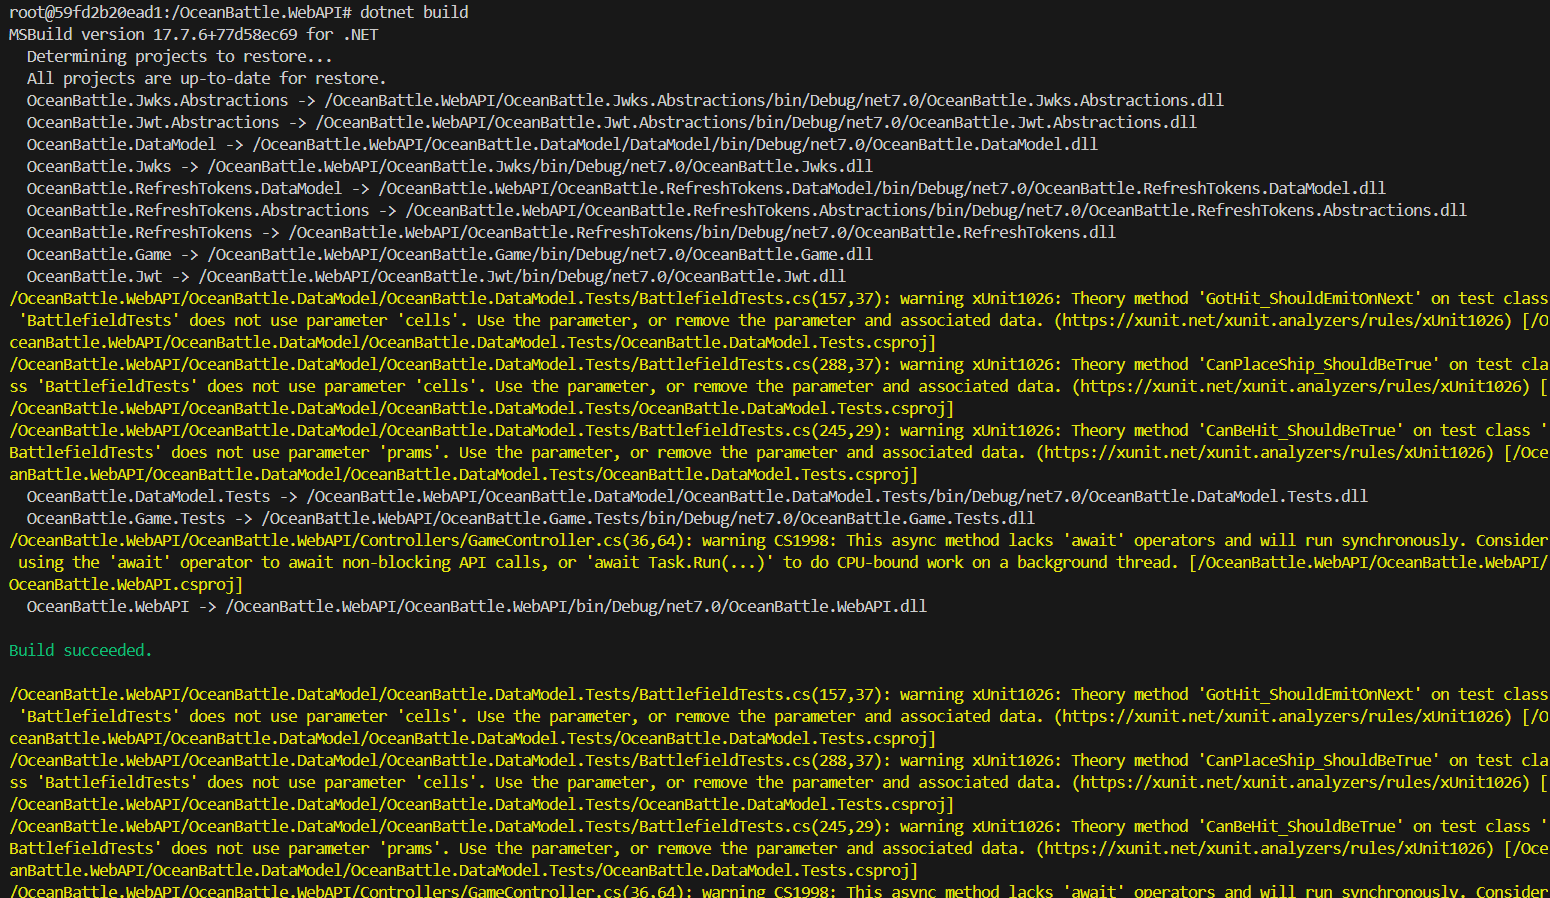 root@59fd2b20ead1:/OceanBattle.WebAPI# dotnet build
MSBuild version 17.7.6+77d58ec69 for .NET
  Determining projects to restore...
  All projects are up-to-date for restore.
  OceanBattle.Jwks.Abstractions -> /OceanBattle.WebAPI/OceanBattle.Jwks.Abstractions/bin/Debug/net7.0/OceanBattle.Jwks.Abstractions.dll
  OceanBattle.Jwt.Abstractions -> /OceanBattle.WebAPI/OceanBattle.Jwt.Abstractions/bin/Debug/net7.0/OceanBattle.Jwt.Abstractions.dll
  OceanBattle.DataModel -> /OceanBattle.WebAPI/OceanBattle.DataModel/DataModel/bin/Debug/net7.0/OceanBattle.DataModel.dll
  OceanBattle.Jwks -> /OceanBattle.WebAPI/OceanBattle.Jwks/bin/Debug/net7.0/OceanBattle.Jwks.dll
  OceanBattle.RefreshTokens.DataModel -> /OceanBattle.WebAPI/OceanBattle.RefreshTokens.DataModel/bin/Debug/net7.0/OceanBattle.RefreshTokens.DataModel.dll
  OceanBattle.RefreshTokens.Abstractions -> /OceanBattle.WebAPI/OceanBattle.RefreshTokens.Abstractions/bin/Debug/net7.0/OceanBattle.RefreshTokens.Abstractions.dll
  OceanBattle.RefreshTokens -> /OceanBattle.WebAPI/OceanBattle.RefreshTokens/bin/Debug/net7.0/OceanBattle.RefreshTokens.dll
  OceanBattle.Game -> /OceanBattle.WebAPI/OceanBattle.Game/bin/Debug/net7.0/OceanBattle.Game.dll
  OceanBattle.Jwt -> /OceanBattle.WebAPI/OceanBattle.Jwt/bin/Debug/net7.0/OceanBattle.Jwt.dll
/OceanBattle.WebAPI/OceanBattle.DataModel/OceanBattle.DataModel.Tests/BattlefieldTests.cs(157,37): warning xUnit1026: Theory method 'GotHit_ShouldEmitOnNext' on test class
 'BattlefieldTests' does not use parameter 'cells'. Use the parameter, or remove the parameter and associated data. (https://xunit.net/xunit.analyzers/rules/xUnit1026) [/O
ceanBattle.WebAPI/OceanBattle.DataModel/OceanBattle.DataModel.Tests/OceanBattle.DataModel.Tests.csproj]
/OceanBattle.WebAPI/OceanBattle.DataModel/OceanBattle.DataModel.Tests/BattlefieldTests.cs(288,37): warning xUnit1026: Theory method 'CanPlaceShip_ShouldBeTrue' on test cla
ss 'BattlefieldTests' does not use parameter 'cells'. Use the parameter, or remove the parameter and associated data. (https://xunit.net/xunit.analyzers/rules/xUnit1026) [
/OceanBattle.WebAPI/OceanBattle.DataModel/OceanBattle.DataModel.Tests/OceanBattle.DataModel.Tests.csproj]
/OceanBattle.WebAPI/OceanBattle.DataModel/OceanBattle.DataModel.Tests/BattlefieldTests.cs(245,29): warning xUnit1026: Theory method 'CanBeHit_ShouldBeTrue' on test class '
BattlefieldTests' does not use parameter 'prams'. Use the parameter, or remove the parameter and associated data. (https://xunit.net/xunit.analyzers/rules/xUnit1026) [/Oce
anBattle.WebAPI/OceanBattle.DataModel/OceanBattle.DataModel.Tests/OceanBattle.DataModel.Tests.csproj]
  OceanBattle.DataModel.Tests -> /OceanBattle.WebAPI/OceanBattle.DataModel/OceanBattle.DataModel.Tests/bin/Debug/net7.0/OceanBattle.DataModel.Tests.dll
  OceanBattle.Game.Tests -> /OceanBattle.WebAPI/OceanBattle.Game.Tests/bin/Debug/net7.0/OceanBattle.Game.Tests.dll
/OceanBattle.WebAPI/OceanBattle.WebAPI/Controllers/GameController.cs(36,64): warning CS1998: This async method lacks 'await' operators and will run synchronously. Consider
 using the 'await' operator to await non-blocking API calls, or 'await Task.Run(...)' to do CPU-bound work on a background thread. [/OceanBattle.WebAPI/OceanBattle.WebAPI/
OceanBattle.WebAPI.csproj]
  OceanBattle.WebAPI -> /OceanBattle.WebAPI/OceanBattle.WebAPI/bin/Debug/net7.0/OceanBattle.WebAPI.dll
Build succeeded.
/OceanBattle.WebAPI/OceanBattle.DataModel/OceanBattle.DataModel.Tests/BattlefieldTests.cs(157,37): warning xUnit1026: Theory method 'GotHit_ShouldEmitOnNext' on test class
 'BattlefieldTests' does not use parameter 'cells'. Use the parameter, or remove the parameter and associated data. (https://xunit.net/xunit.analyzers/rules/xUnit1026) [/O
ceanBattle.WebAPI/OceanBattle.DataModel/OceanBattle.DataModel.Tests/OceanBattle.DataModel.Tests.csproj]
/OceanBattle.WebAPI/OceanBattle.DataModel/OceanBattle.DataModel.Tests/BattlefieldTests.cs(288,37): warning xUnit1026: Theory method 'CanPlaceShip_ShouldBeTrue' on test cla
ss 'BattlefieldTests' does not use parameter 'cells'. Use the parameter, or remove the parameter and associated data. (https://xunit.net/xunit.analyzers/rules/xUnit1026) [
/OceanBattle.WebAPI/OceanBattle.DataModel/OceanBattle.DataModel.Tests/OceanBattle.DataModel.Tests.csproj]
/OceanBattle.WebAPI/OceanBattle.DataModel/OceanBattle.DataModel.Tests/BattlefieldTests.cs(245,29): warning xUnit1026: Theory method 'CanBeHit_ShouldBeTrue' on test class '
BattlefieldTests' does not use parameter 'prams'. Use the parameter, or remove the parameter and associated data. (https://xunit.net/xunit.analyzers/rules/xUnit1026) [/Oce
anBattle.WebAPI/OceanBattle.DataModel/OceanBattle.DataModel.Tests/OceanBattle.DataModel.Tests.csproj]
/OceanBattle.WebAPI/OceanBattle.WebAPI/Controllers/GameController.cs(36,64): warning CS1998: This async method lacks 'await' operators and will run synchronously. Consider